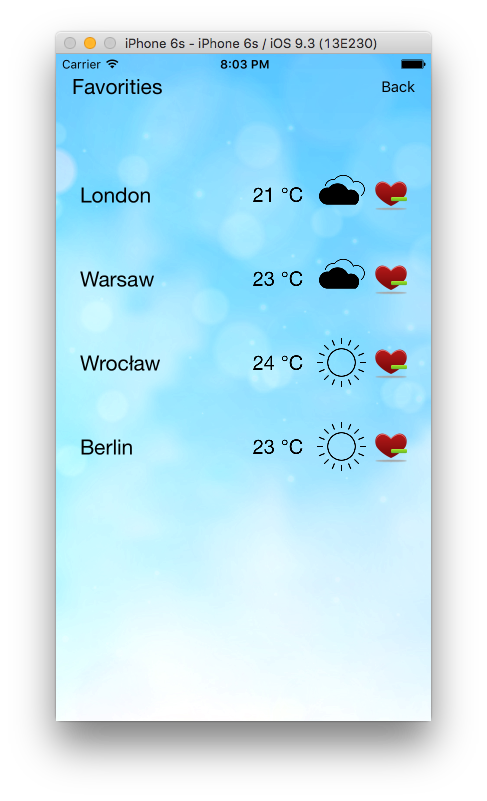 iPhone 6s - iPhone 6s / iOS 9.3 (13E230)
Carrier 8:03 PM
Favorities Back
London 21 °C
Warsaw 23 °C
Wrocław 24 °C
Berlin 23 °C